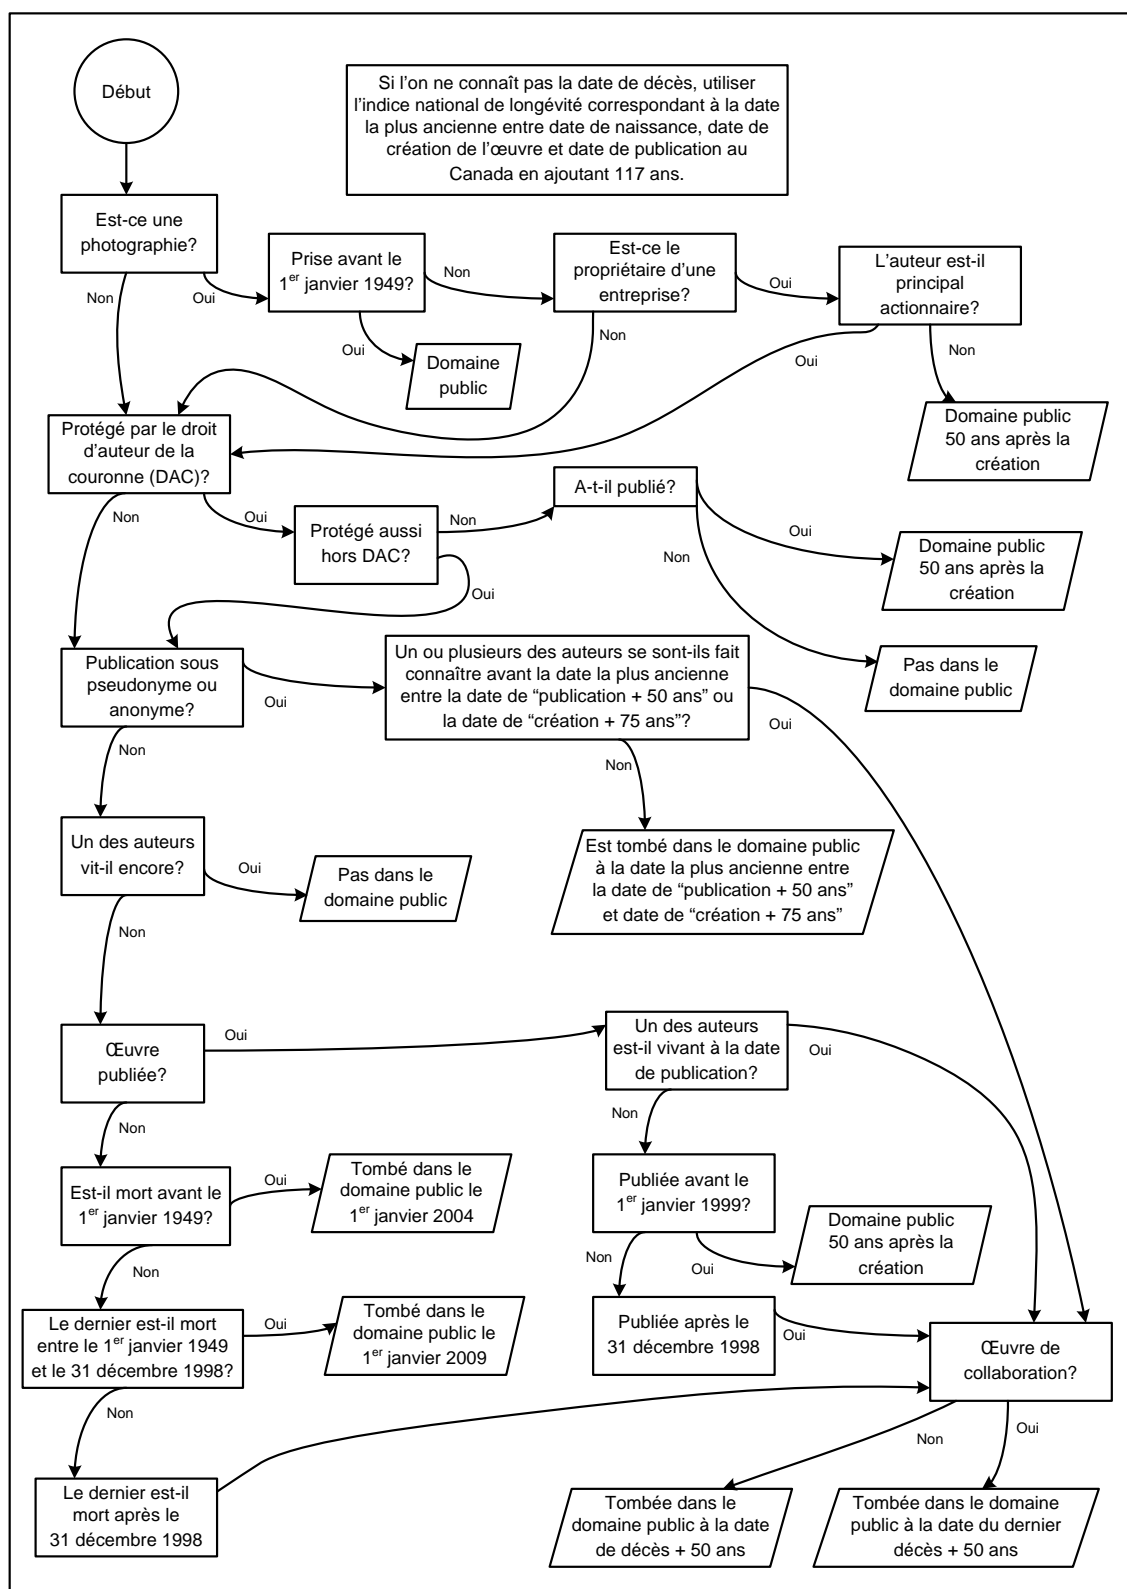 Début
Si l’on ne connaît pas la date de décès, utiliser
l’indice national de longévité correspondant à la date
la plus ancienne entre date de naissance, date de
création de l’œuvre et date de publication au
Canada en ajoutant 117 ans.
Est-ce une
photographie?
Non
Oui
Prise avant le
1er janvier 1949?
Non
Oui
Domaine
public
Est-ce le
propriétaire d’une
entreprise?
Oui
Non
L’auteur est-il
principal
actionnaire?
Oui
Non
Domaine public
50 ans après la
création
Protégé par le droit
d’auteur de la
couronne (DAC)?
Non
Oui
Protégé aussi
hors DAC?
Non
Oui
A-t-il publié?
Oui
Non
Domaine public
50 ans après la
création
Pas dans le
domaine public
Publication sous
pseudonyme ou
anonyme?
Oui
Non
Un ou plusieurs des auteurs se sont-ils fait
connaître avant la date la plus ancienne
entre la date de “publication + 50 ans” ou
la date de “création + 75 ans”?
Oui
Non
Est tombé dans le domaine public
à la date la plus ancienne entre
la date de “publication + 50 ans”
et date de “création + 75 ans”
Un des auteurs
vit-il encore?
Oui
Non
Pas dans le
domaine public
Œuvre
publiée?
Oui
Non
Un des auteurs
est-il vivant à la date
de publication?
Oui
Non
Est-il mort avant le
1er janvier 1949?
Oui
Non
Tombé dans le
domaine public le
1er janvier 2004
Publiée avant le
1er janvier 1999?
Non
Oui
Domaine public
50 ans après la
création
Le dernier est-il mort
entre le 1er janvier 1949
et le 31 décembre 1998?
Oui
Non
Tombé dans le
domaine public le
1er janvier 2009
Publiée après le
31 décembre 1998
Oui
Œuvre de
collaboration?
Non
Oui
Le dernier est-il
mort après le
31 décembre 1998
Tombée dans le
domaine public à la date
de décès + 50 ans
Tombée dans le domaine
public à la date du dernier
décès + 50 ans